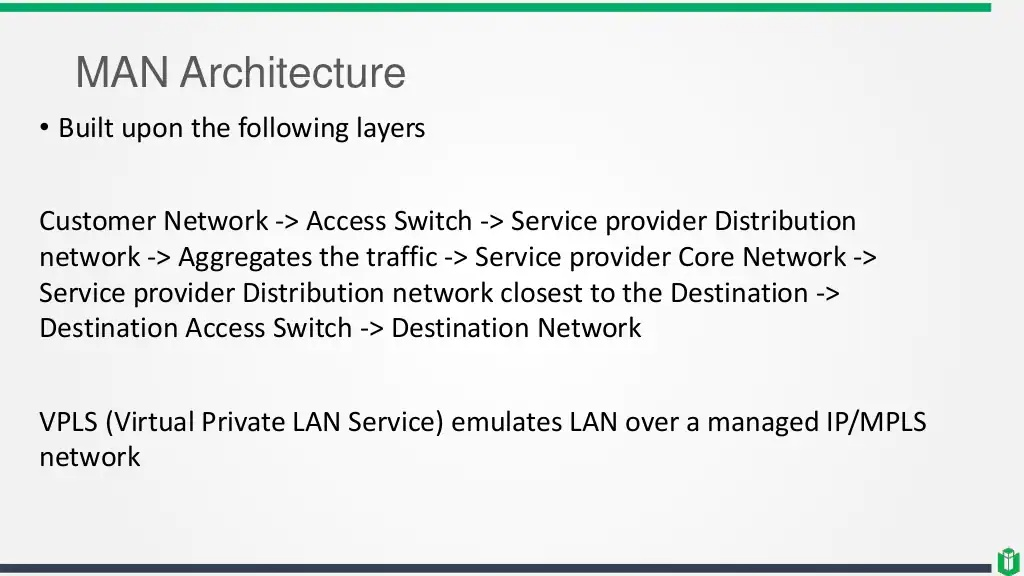 MAN Architecture
• Built upon the following layers
Customer Network -> Access Switch -> Service provider Distribution
network -> Aggregates the traffic -> Service provider Core Network ->
Service provider Distribution network closest to the Destination ->
Destination Access Switch -> Destination Network
VPLS (Virtual Private LAN Service) emulates LAN over a managed IP/MPLS
network